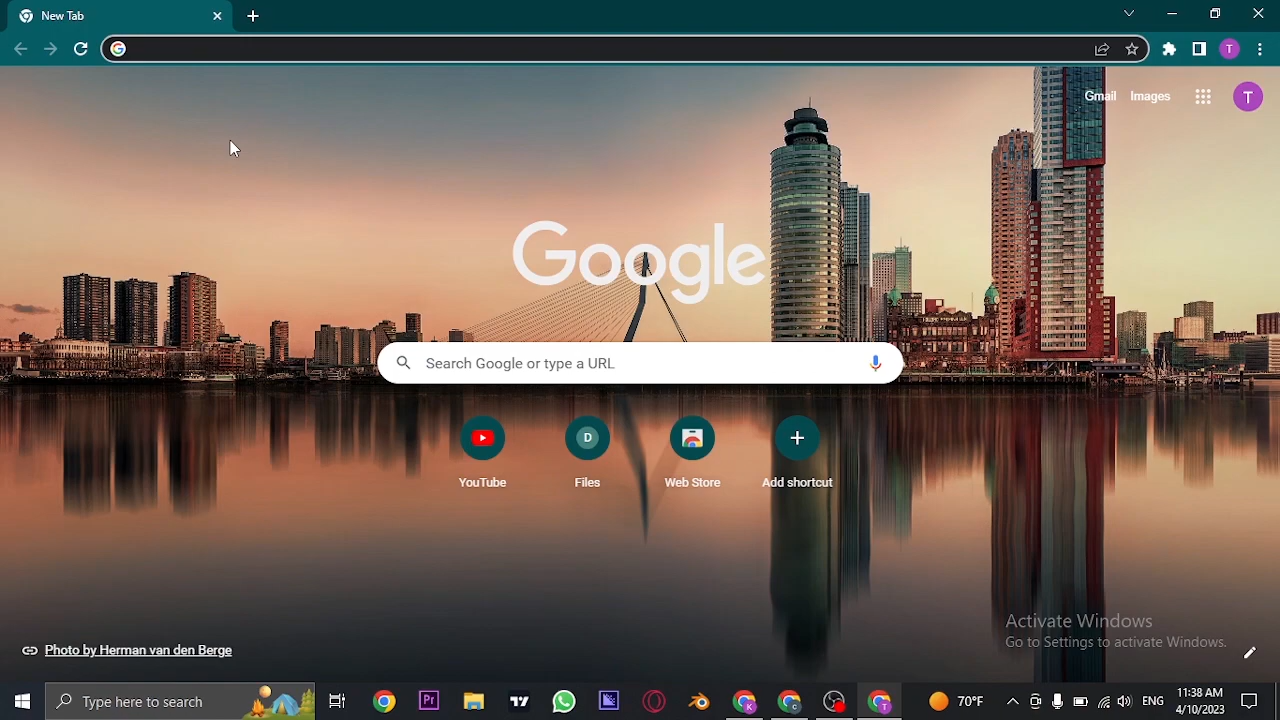 New Tab
T
Gmail Images
T
Google
Search Google or type a URL
D
YouTube Files Web Store Add shortcut
Activate Windows
Go to Settings to activate Windows.
Photo by Herman van den Berge
Type here to search
Pr
K
C
T
70°F
ENG
11:38 AM
4/10/2023